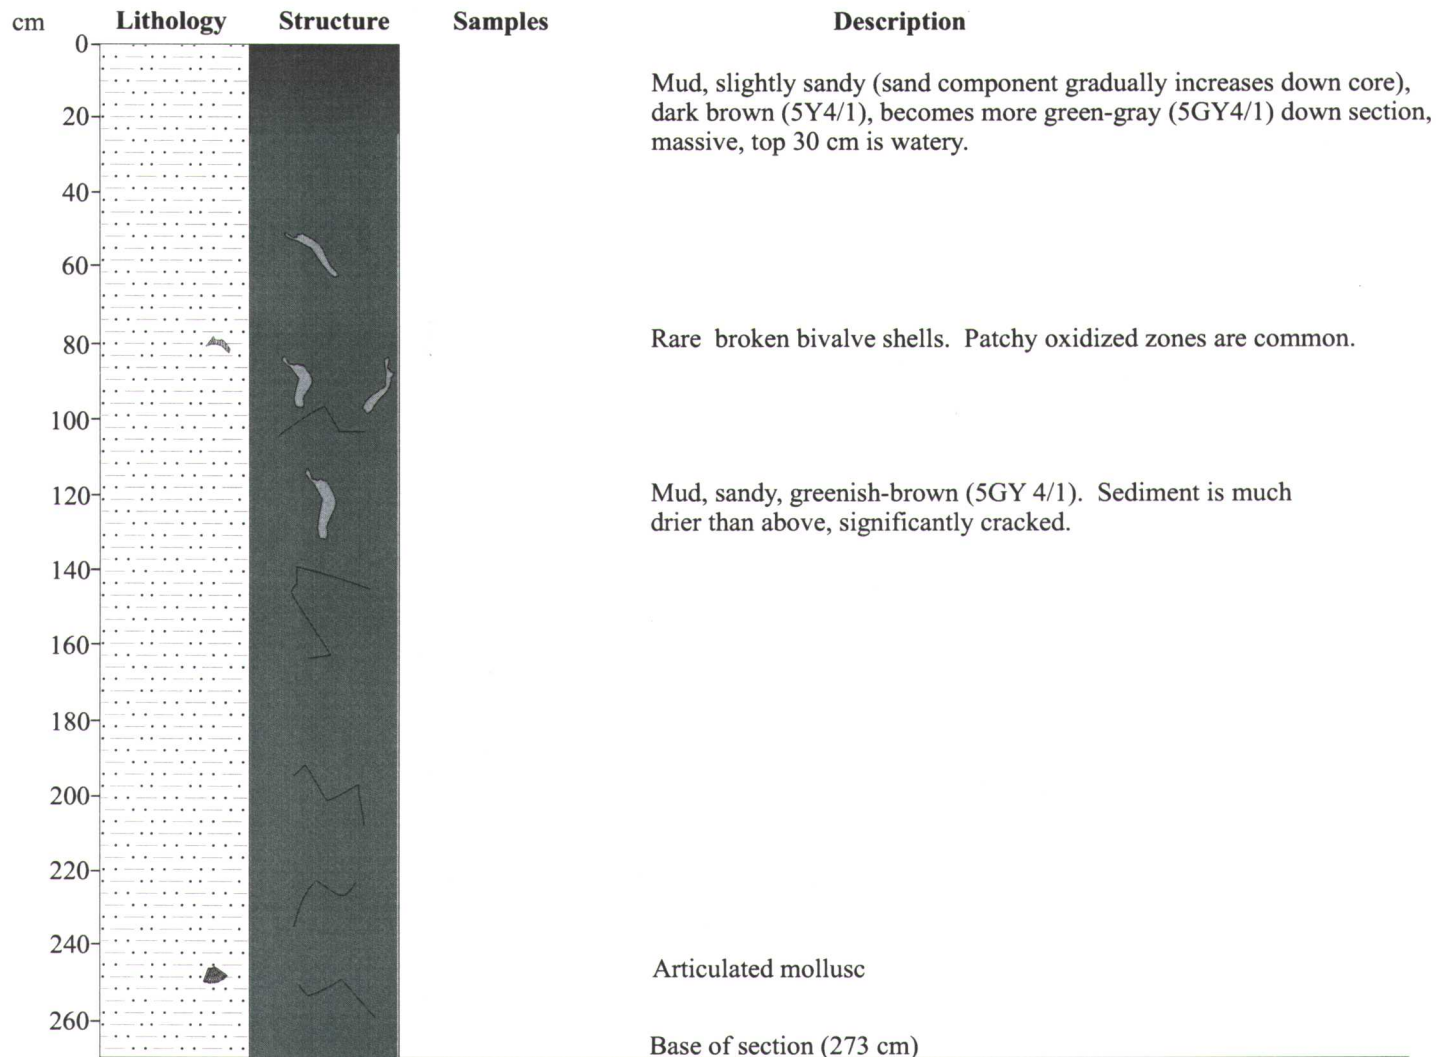 cm Lithology Structure Samples Description
0
Mud, slightly sandy (sand component gradually increases down core),
20 dark brown (5Y4/1), becomes more green-gray (5GY4/1) down section,
massive, top 30 cm is watery.
40
60
80 Rare broken bivalve shells. Patchy oxidized zones are common.
100
120 Mud, sandy, greenish-brown (5GY 4/1). Sediment is much
drier than above, significantly cracked.
140
160
180
200
220
240
Articulated mollusc
260
Base of section (273 cm)